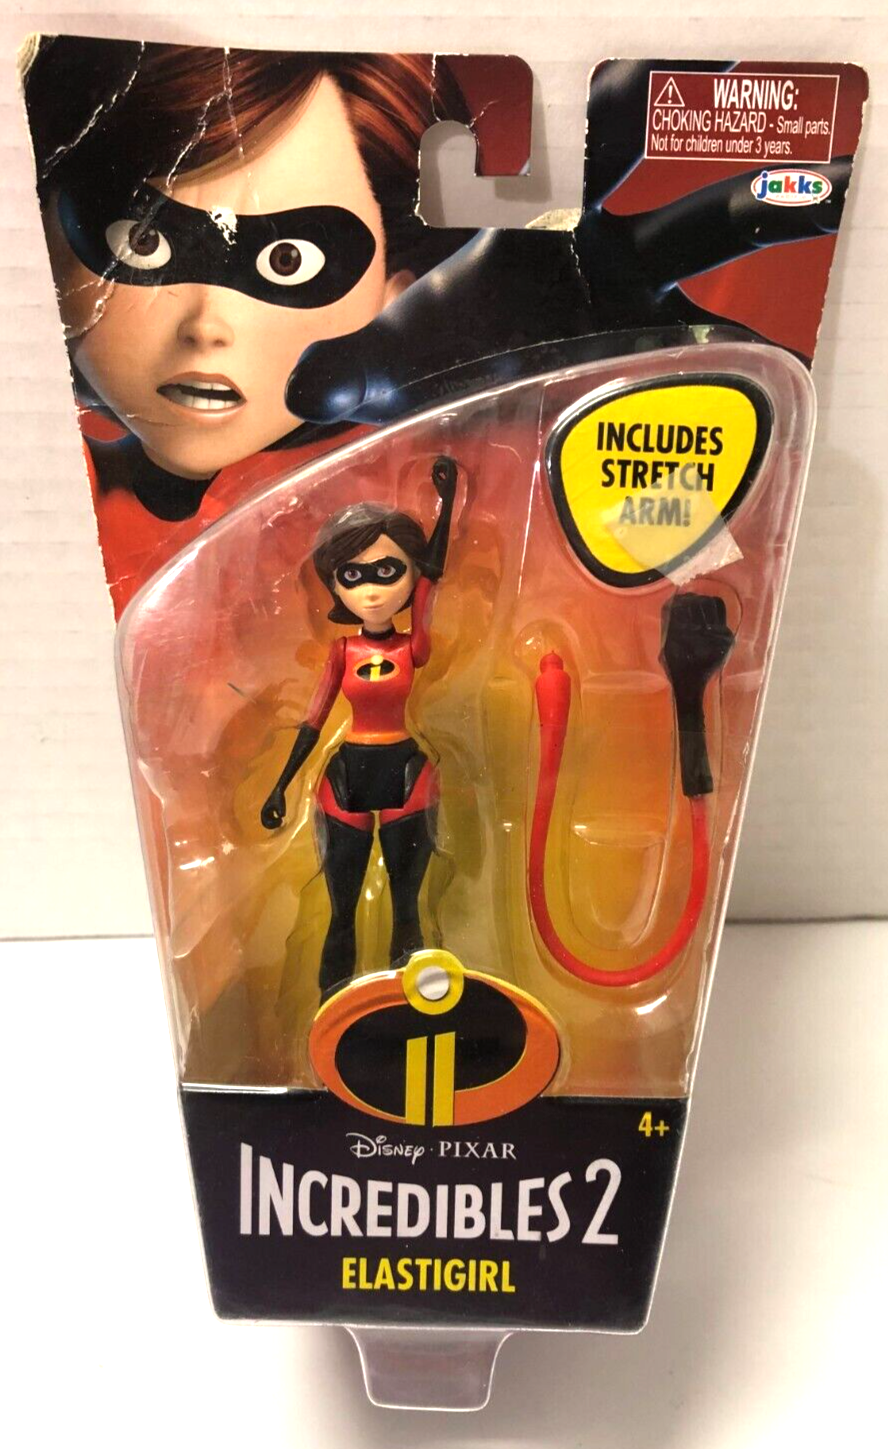 WARNING:
CHOKING HAZARD - Small parts.
Not for children under 3 years.
jakks
INCLUDES
STRETCH
ARM!
4+
Disney · PIXAR
INCREDIBLES 2
ELASTIGIRL